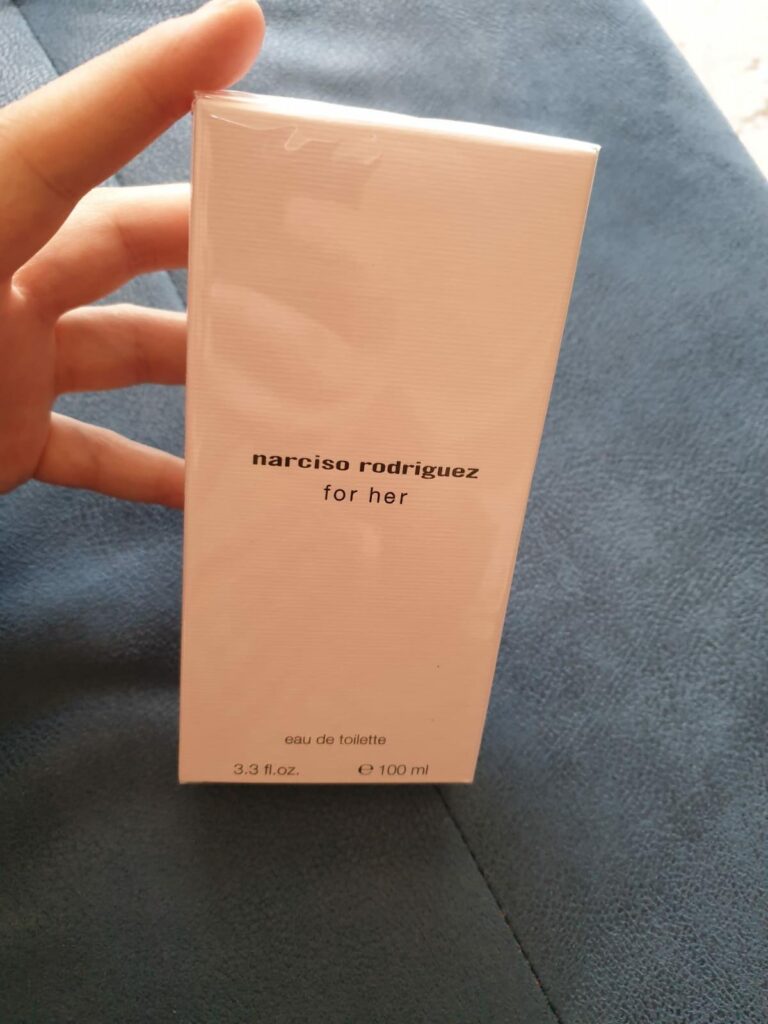 narciso rodriguez
for her
eau de toilette
3.3 fl.oz. ℮ 100 ml